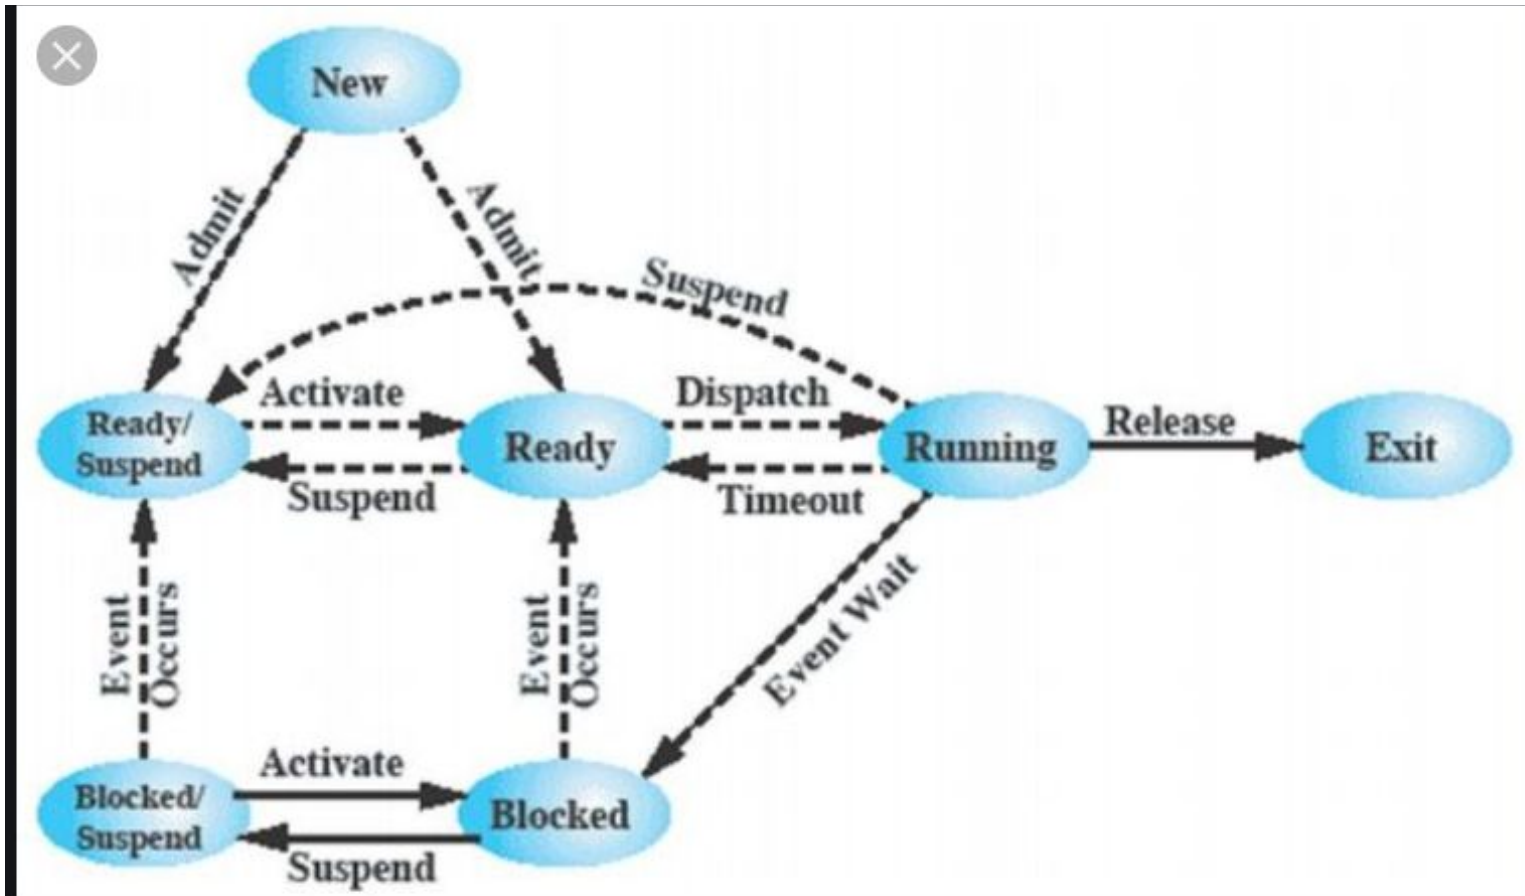 New
Admit
Admit
Suspend
Activate
Dispatch
Release
Ready/
Suspend
Ready
Running
Exit
Suspend
Timeout
Event
Occurs
Event
Occurs
Event Wait
Activate
Blocked/
Suspend
Blocked
Suspend